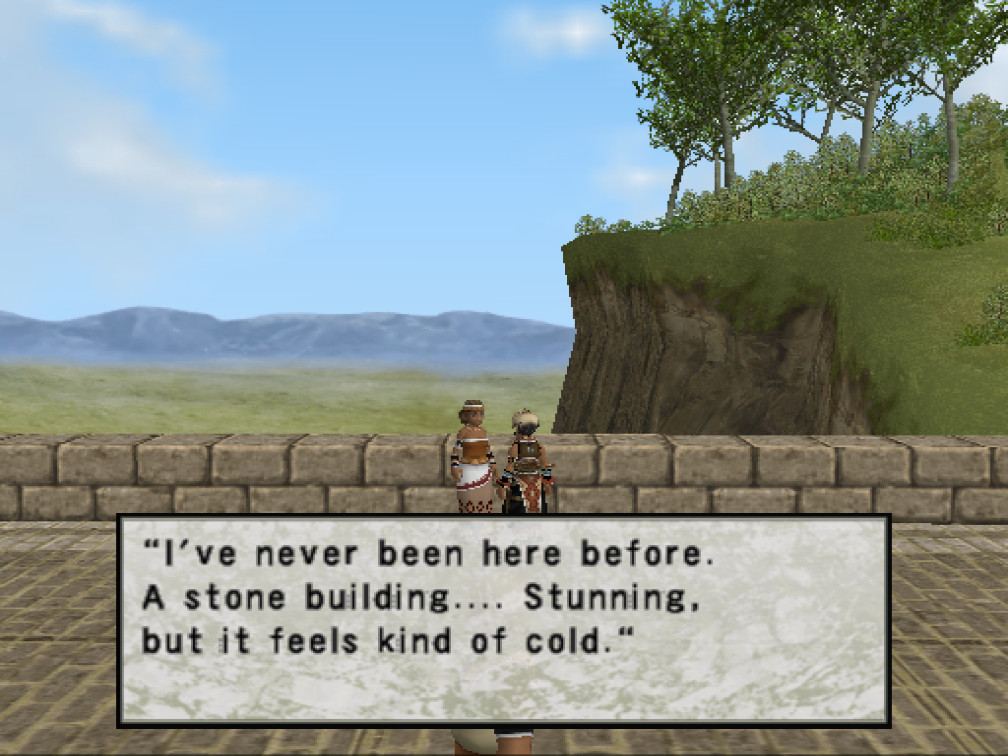 “I've never been here before.
A stone building.... Stunning,
but it feels kind of cold.“